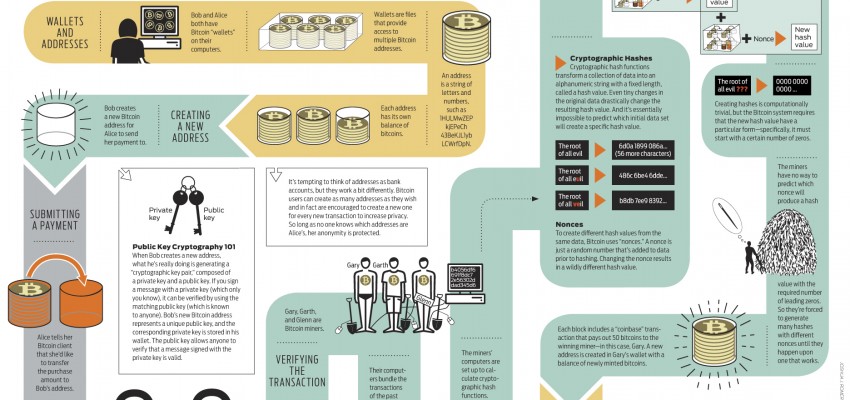 WALLETS
AND
ADDRESSES
Bob and Alice
both have
Bitcoin "wallets"
on their
computers.
Wallets are files
that provide
access to
multiple Bitcoin
addresses.
An address
is a string of
letters and
numbers,
such as
1HULMwZEP
kjEPeCh
43BeKJL1yb
LCWrfDpN.
Each address
has its own
balance of
bitcoins.
CREATING
A NEW
ADDRESS
Bob creates
a new Bitcoin
address for
Alice to send
her payment to.
SUBMITTING
A PAYMENT
Alice tells her
Bitcoin client
that she'd like
to transfer
the purchase
amount to
Bob's address.
Private
key
Public
key
Public Key Cryptography 101
When Bob creates a new address,
what he's really doing is generating a
"cryptographic key pair," composed of
a private key and a public key. If you sign
a message with a private key (which only
you know), it can be verified by using the
matching public key (which is known
to anyone). Bob's new Bitcoin address
represents a unique public key, and the
corresponding private key is stored in his
wallet. The public key allows anyone to
verify that a message signed with the
private key is valid.
It's tempting to think of addresses as bank
accounts, but they work a bit differently. Bitcoin
users can create as many addresses as they wish
and in fact are encouraged to create a new one
for every new transaction to increase privacy.
So long as no one knows which addresses are
Alice's, her anonymity is protected.
Gary
Garth
Glenn
Gary, Garth,
and Glenn are
Bitcoin miners.
VERIFYING
THE
TRANSACTION
Their comput-
ers bundle the
transactions
of the past
The miners'
computers are
set up to calcu-
late crypto-
graphic hash
functions.
value
+
+ Nonce
New
hash
value
Cryptographic Hashes
Cryptographic hash functions
transform a collection of data into an
alphanumeric string with a fixed length,
called a hash value. Even tiny changes in
the original data drastically change the
resulting hash value. And it's essentially
impossible to predict which initial data set
will create a specific hash value.
The root
of all evil
6d0a 1899 086a...
(56 more characters)
The root
of all evil
486c 6be4 6dde...
The root
of all
b8db 7ee9 8392...
Nonces
To create different hash values from
the same data, Bitcoin uses "nonces." A nonce is
just a random number that's added to data
prior to hashing. Changing the nonce results
in a wildly different hash value.
The root of
all evil ???
0000 0000
0000 ...
Creating hashes is computationally
trivial, but the Bitcoin system requires
that the new hash value have a
particular form—specifically, it must
start with a certain number of zeros.
The miners
have no way to
predict which
nonce will
produce a hash
value with the
required number
of leading zeros.
So they're forced
to generate
many hashes
with different
nonces until
they happen
upon one
that works.
Each block includes a "coinbase" trans-
action that pays out 50 bitcoins to the
winning miner—in this case, Gary. A new
address is created in Gary's wallet with a
balance of newly minted bitcoins.